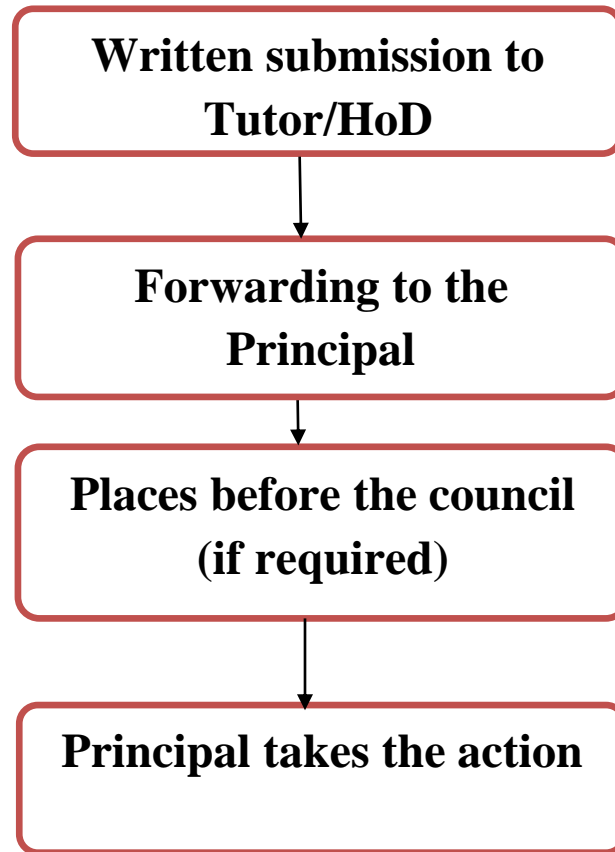 Written submission to
Tutor/HoD
Forwarding to the
Principal
Places before the council
(if required)
Principal takes the action